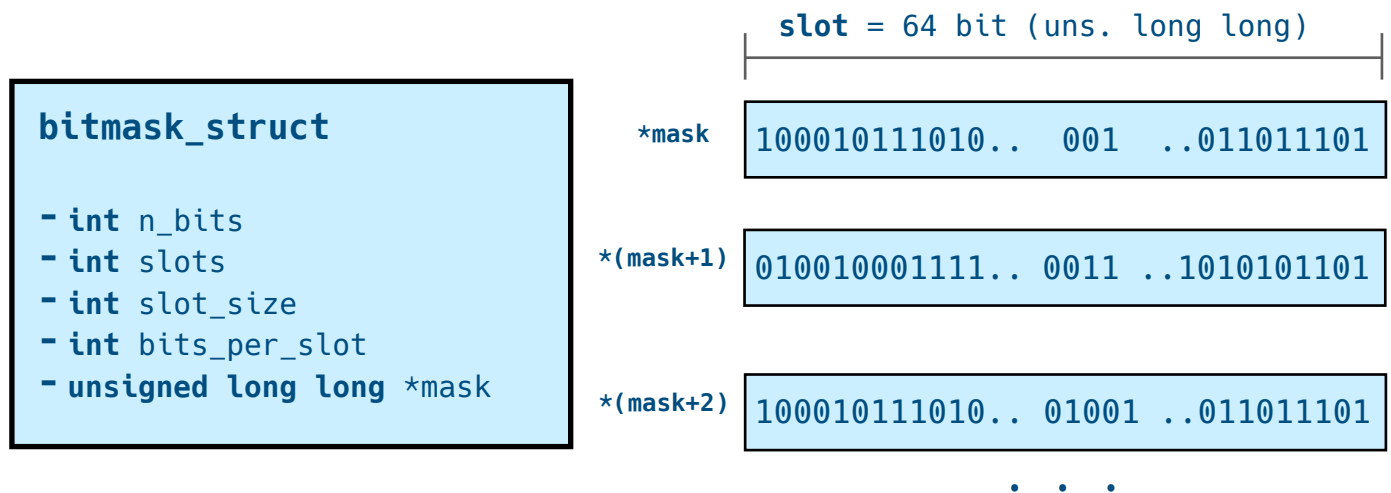 slot = 64 bit (uns. long long)
bitmask_struct
- int n_bits
- int slots
- int slot_size
- int bits_per_slot
- unsigned long long *mask
*mask 100010111010.. 001 ..011011101
*(mask+1) 010010001111.. 0011 ..1010101101
*(mask+2) 100010111010.. 01001 ..011011101
. . .